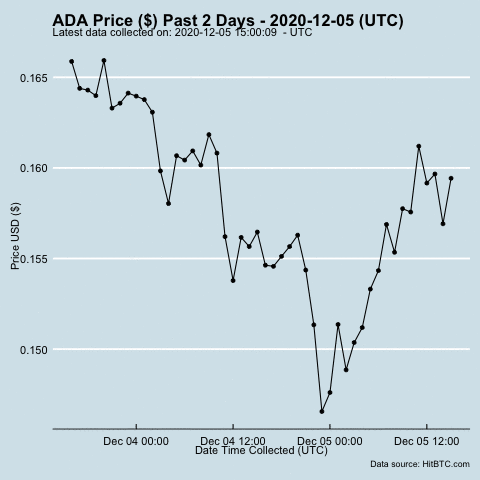 ADA Price ($) Past 2 Days - 2020-12-05 (UTC)
Latest data collected on: 2020-12-05 15:00:09 - UTC
0.165
0.160
0.155
0.150
Price USD ($)
Dec 04 00:00
Dec 04 12:00
Dec 05 00:00
Dec 05 12:00
Date Time Collected (UTC)
Data source: HitBTC.com